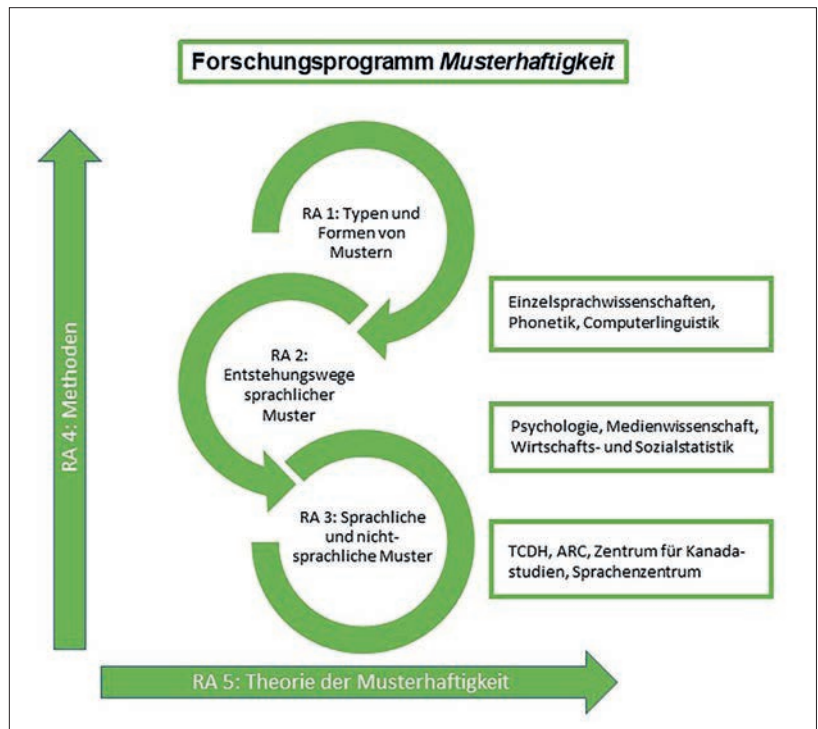 Forschungsprogramm Musterhaftigkeit
RA 1: Typen und
Formen von
Mustern
RA 2:
Entstehungswege
sprachlicher
Muster
RA 3: Sprachliche
und nicht-
sprachliche Muster
Einzelsprachwissenschaften,
Phonetik, Computerlinguistik
Psychologie, Medienwissenschaft,
Wirtschafts- und Sozialstatistik
TCDH, ARC, Zentrum für Kanada-
studien, Sprachenzentrum
RA 4: Methoden
RA 5: Theorie der Musterhaftigkeit